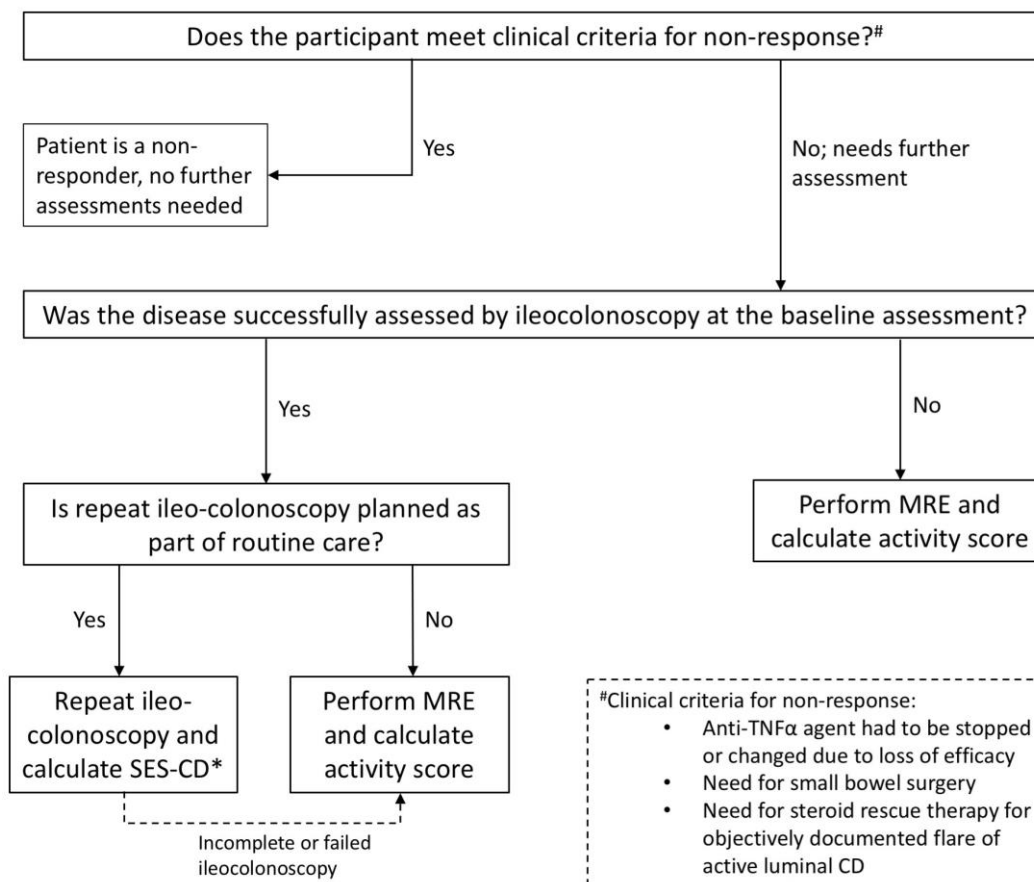 Does the participant meet clinical criteria for non-response?#
Yes
No; needs further
assessment
Patient is a non-
responder, no further
assessments needed
Was the disease successfully assessed by ileocolonoscopy at the baseline assessment?
Yes
No
Is repeat ileo-colonoscopy planned as
part of routine care?
Perform MRE and
calculate activity score
Yes
No
Repeat ileo-
colonoscopy and
calculate SES-CD*
Perform MRE
and calculate
activity score
Incomplete or failed
ileocolonoscopy
#Clinical criteria for non-response:
• Anti-TNFα agent had to be stopped
or changed due to loss of efficacy
• Need for small bowel surgery
• Need for steroid rescue therapy for
objectively documented flare of
active luminal CD